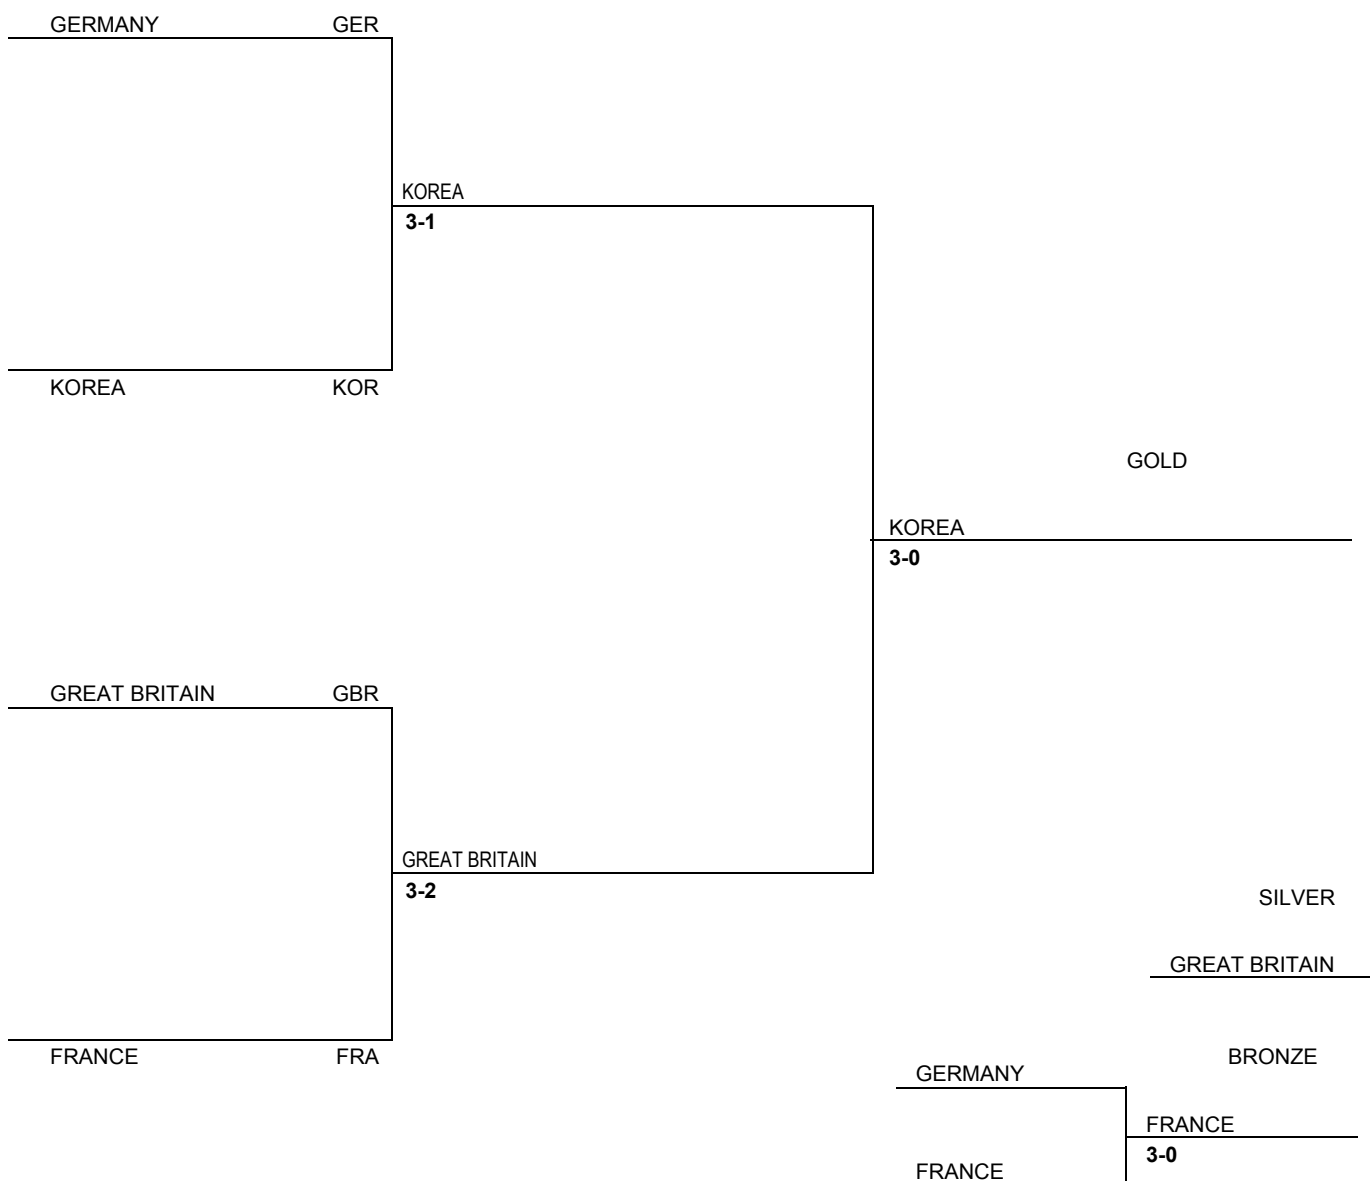 GERMANY GER
KOREA
3-1
KOREA KOR
GOLD
KOREA
3-0
GREAT BRITAIN GBR
GREAT BRITAIN
3-2
SILVER
GREAT BRITAIN
FRANCE FRA
BRONZE
GERMANY
FRANCE
3-0
FRANCE